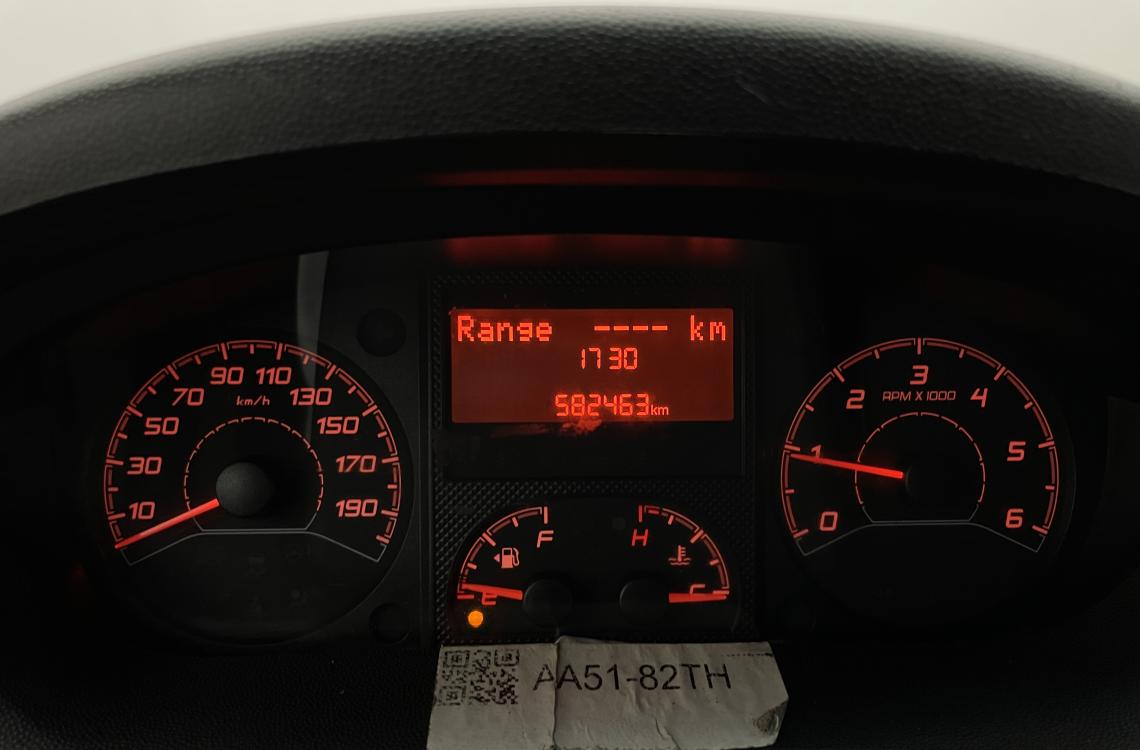 Range ---- km
17 30
582463km
10 30 50 70 90 110 130 150 170 190
km/h
0 1 2 3 4 5 6
RPM X 1000
E F
H C
AA51-82TH